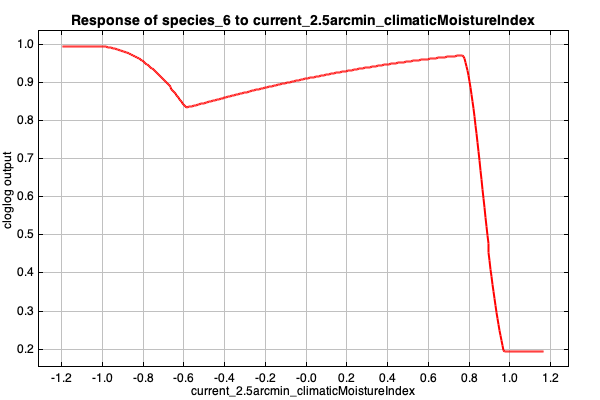 Response of species_6 to current_2.5arcmin_climaticMoistureIndex
1.0
0.9
0.8
0.7
0.6
0.5
0.4
0.3
0.2
cloglog output
-1.2 -1.0 -0.8 -0.6 -0.4 -0.2 -0.0 0.2 0.4 0.6 0.8 1.0 1.2
current_2.5arcmin_climaticMoistureIndex